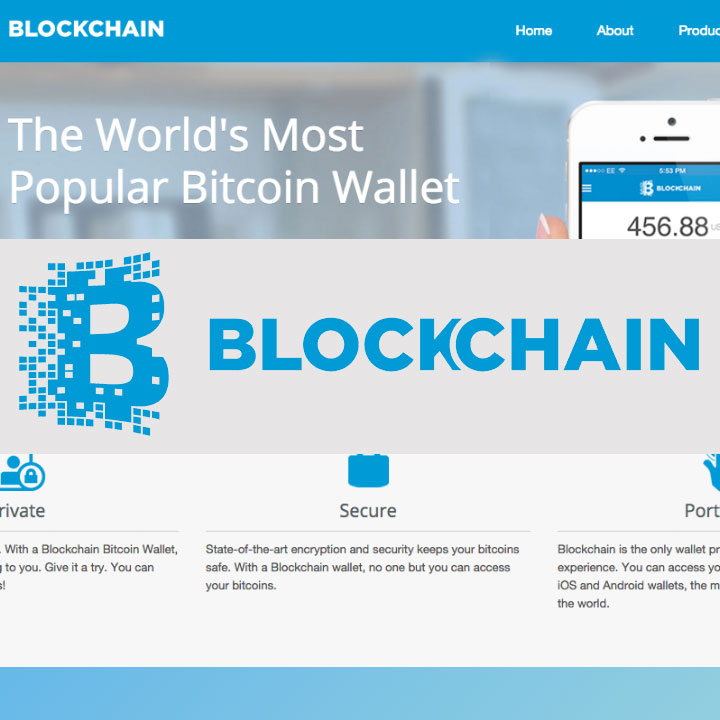 BLOCKCHAIN
Home About Produc
The World's Most
Popular Bitcoin Wallet
EE 5:53 PM
BLOCKCHAIN
456.88
BLOCKCHAIN
rivate Secure Port
. With a Blockchain Bitcoin Wallet,
g to you. Give it a try. You can
s!
State-of-the-art encryption and security keeps your bitcoins
safe. With a Blockchain wallet, no one but you can access
your bitcoins.
Blockchain is the only wallet pr
experience. You can access yo
iOS and Android wallets, the m
the world.